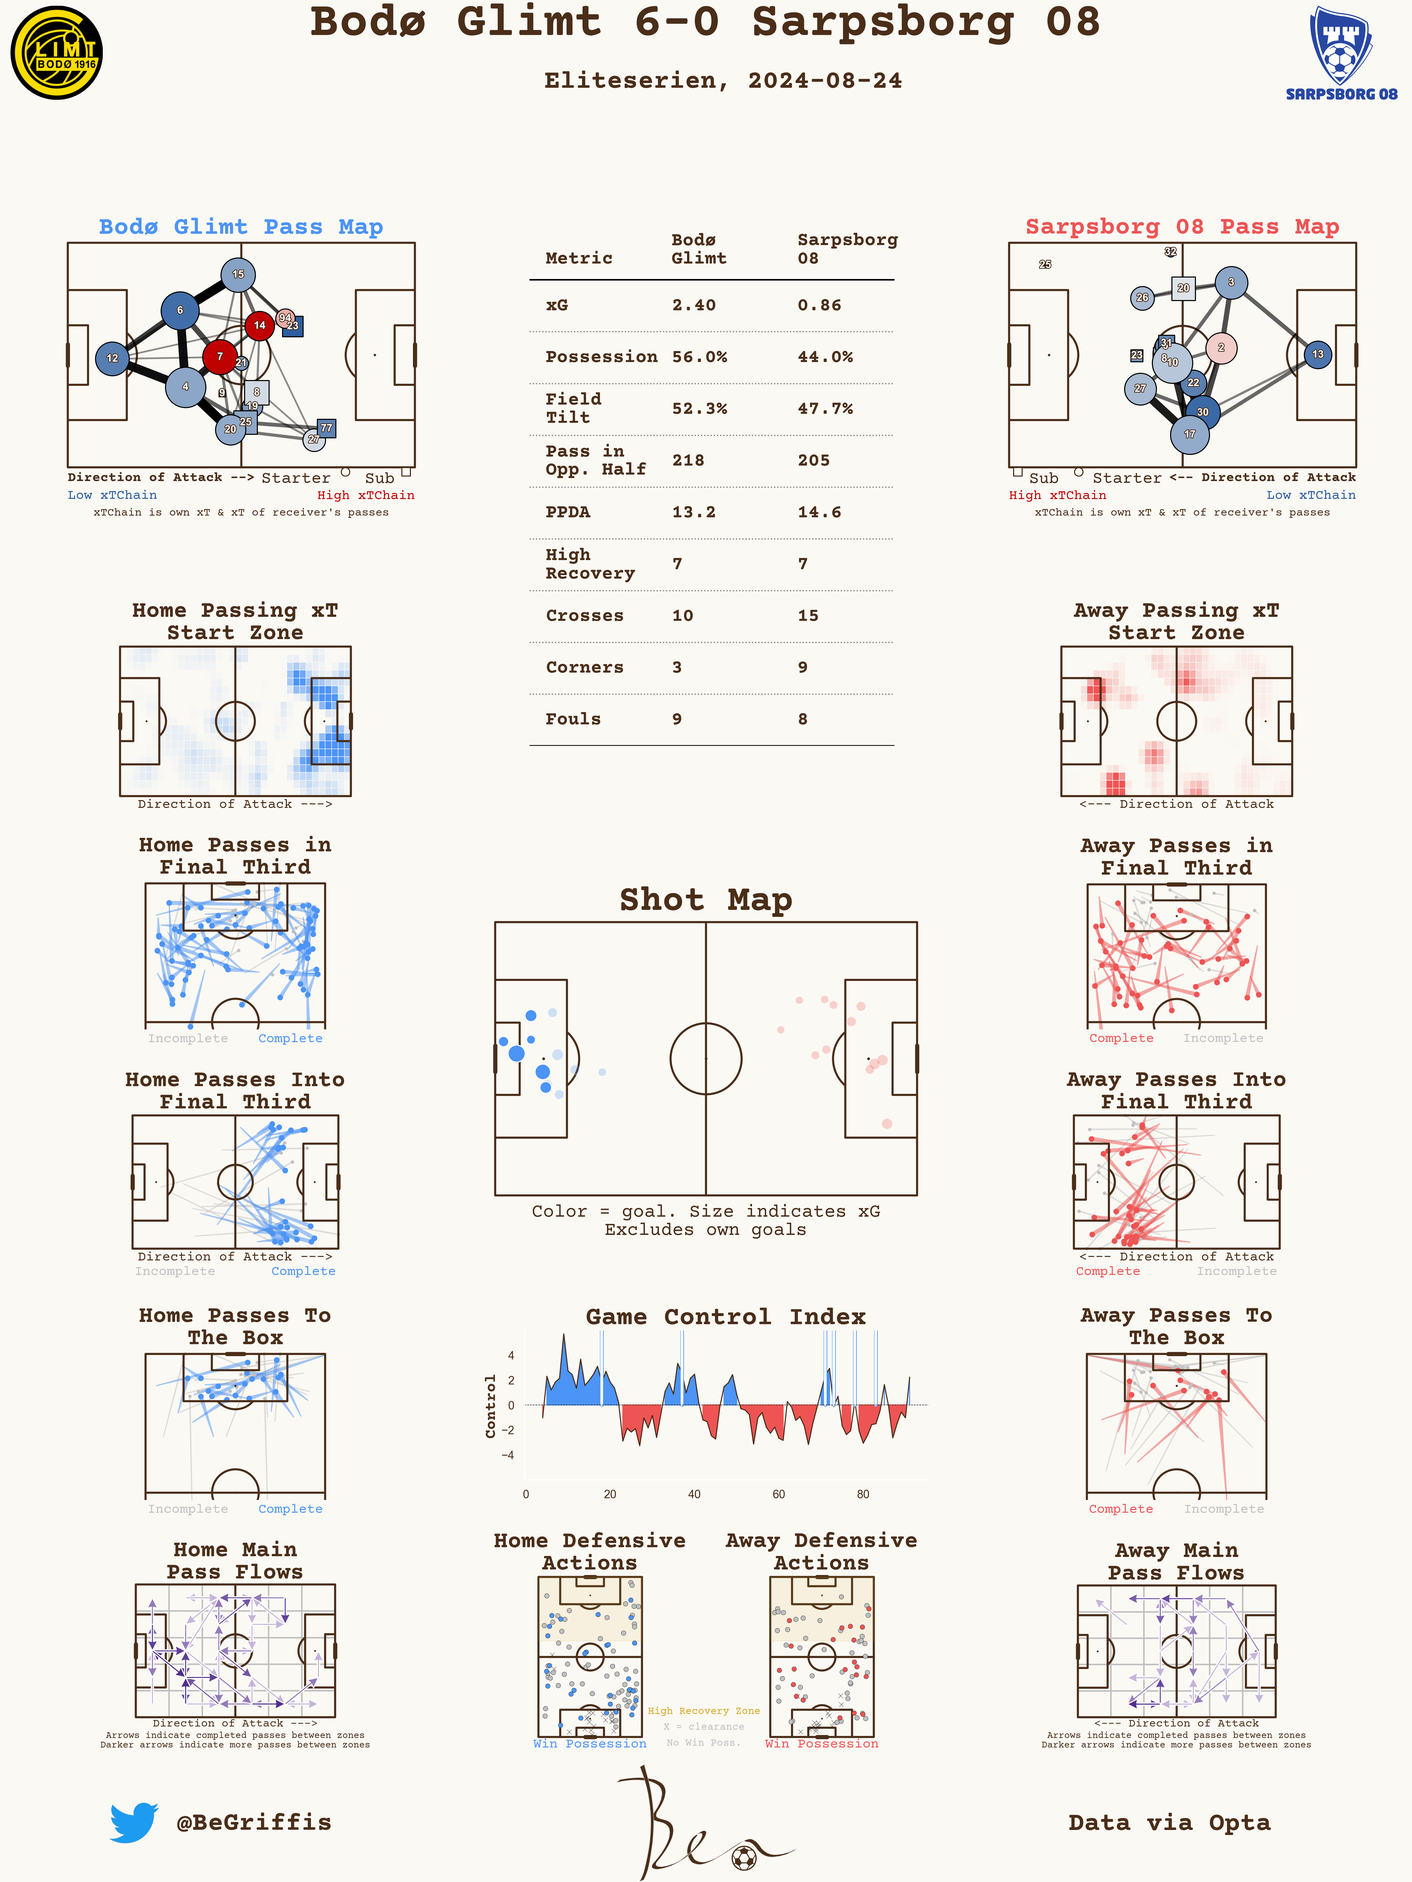 Bodø Glimt 6-0 Sarpsborg 08
Eliteserien, 2024-08-24
LIMT
BODØ 1916
SARPSBORG 08
Bodø Glimt Pass Map
15
6
14
94
23
12
7
21
4
9
8
19
25
20
77
27
Direction of Attack --> Starter Sub
Low xTChain High xTChain
xTChain is own xT & xT of receiver's passes
Metric Bodø Glimt Sarpsborg 08
xG 2.40 0.86
Possession 56.0% 44.0%
Field Tilt 52.3% 47.7%
Pass in Opp. Half 218 205
PPDA 13.2 14.6
High Recovery 7 7
Crosses 10 15
Corners 3 9
Fouls 9 8
Sarpsborg 08 Pass Map
32
25
3
20
26
31
23
8
10
2
13
22
27
30
17
Sub Starter <-- Direction of Attack
High xTChain Low xTChain
xTChain is own xT & xT of receiver's passes
Home Passing xT
Start Zone
Direction of Attack --->
Away Passing xT
Start Zone
<--- Direction of Attack
Home Passes in
Final Third
Incomplete Complete
Away Passes in
Final Third
Complete Incomplete
Shot Map
Color = goal. Size indicates xG
Excludes own goals
Home Passes Into
Final Third
Direction of Attack --->
Incomplete Complete
Away Passes Into
Final Third
<--- Direction of Attack
Complete Incomplete
Home Passes To
The Box
Incomplete Complete
Game Control Index
Control
4
2
0
−2
−4
0 20 40 60 80
Away Passes To
The Box
Complete Incomplete
Home Main
Pass Flows
Direction of Attack --->
Arrows indicate completed passes between zones
Darker arrows indicate more passes between zones
Home Defensive
Actions
Win Possession
High Recovery Zone
X = clearance
No Win Poss.
Away Defensive
Actions
Win Possession
Away Main
Pass Flows
<--- Direction of Attack
Arrows indicate completed passes between zones
Darker arrows indicate more passes between zones
@BeGriffis
Ben
Data via Opta